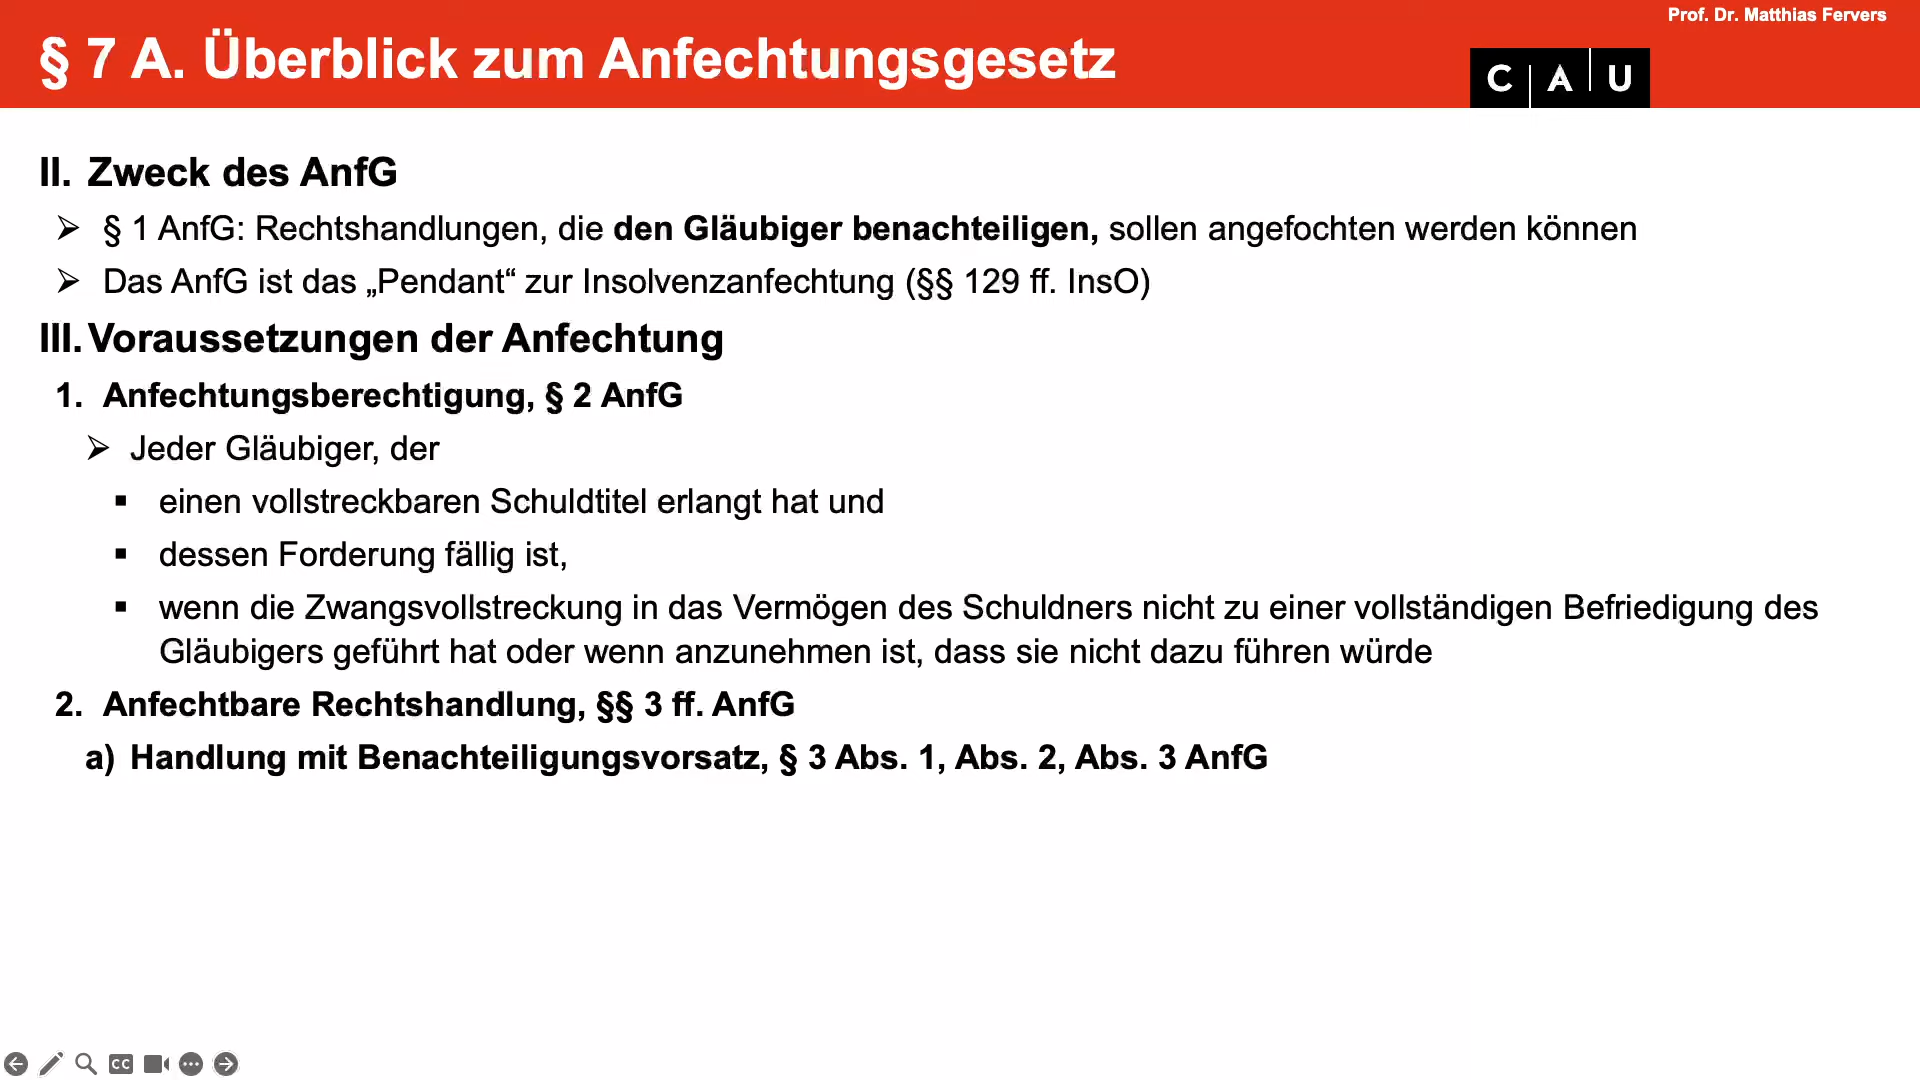 Prof. Dr. Matthias Fervers
§ 7 A. Überblick zum Anfechtungsgesetz
C A U
II. Zweck des AnfG
➢ § 1 AnfG: Rechtshandlungen, die den Gläubiger benachteiligen, sollen angefochten werden können
➢ Das AnfG ist das „Pendant“ zur Insolvenzanfechtung (§§ 129 ff. InsO)
III. Voraussetzungen der Anfechtung
1. Anfechtungsberechtigung, § 2 AnfG
➢ Jeder Gläubiger, der
▪ einen vollstreckbaren Schuldtitel erlangt hat und
▪ dessen Forderung fällig ist,
▪ wenn die Zwangsvollstreckung in das Vermögen des Schuldners nicht zu einer vollständigen Befriedigung des
Gläubigers geführt hat oder wenn anzunehmen ist, dass sie nicht dazu führen würde
2. Anfechtbare Rechtshandlung, §§ 3 ff. AnfG
a) Handlung mit Benachteiligungsvorsatz, § 3 Abs. 1, Abs. 2, Abs. 3 AnfG
CC